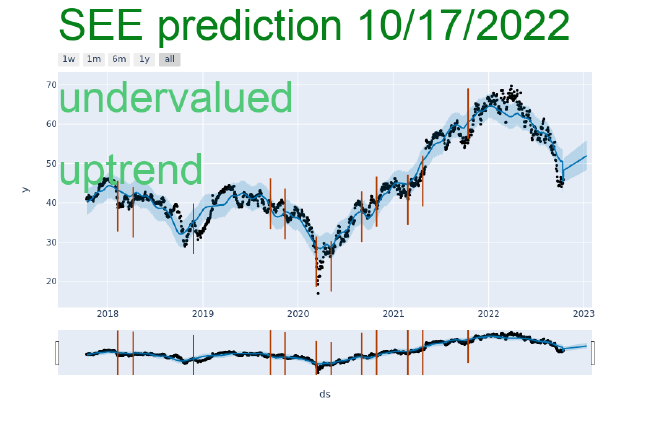 SEE prediction 10/17/2022
1w 1m 6m 1y all
undervalued
uptrend
70
60
50
40
30
20
y
2018 2019 2020 2021 2022 2023
ds